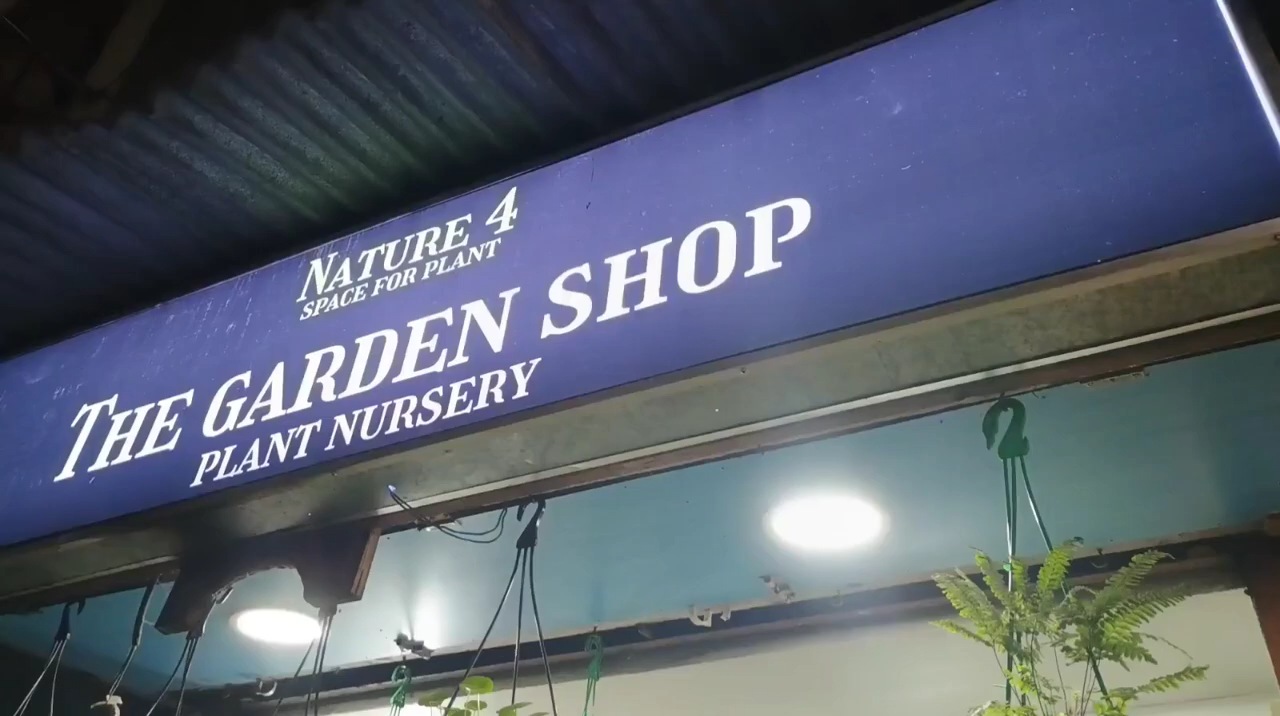 NATURE 4
SPACE FOR PLANT
THE GARDEN SHOP
PLANT NURSERY